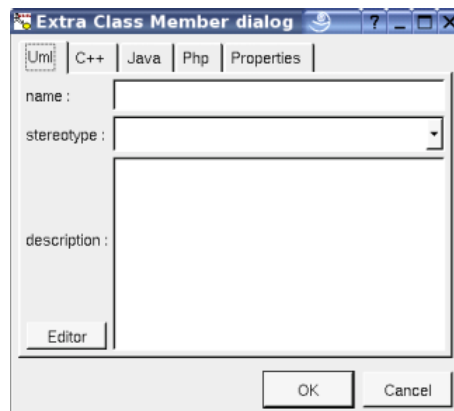 Extra Class Member dialog ? _ X
Uml C++ Java Php Properties
name :
stereotype :
description :
Editor
OK Cancel